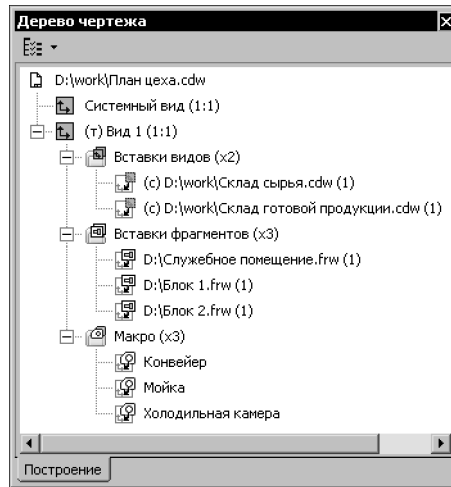 Дерево чертежа
D:\work\План цеха.cdw
Системный вид (1:1)
(т) Вид 1 (1:1)
Вставки видов (x2)
(с) D:\work\Склад сырья.cdw (1)
(с) D:\work\Склад готовой продукции.cdw (1)
Вставки фрагментов (x3)
D:\Служебное помещение.frw (1)
D:\Блок 1.frw (1)
D:\Блок 2.frw (1)
Макро (x3)
Конвейер
Мойка
Холодильная камера
Построение